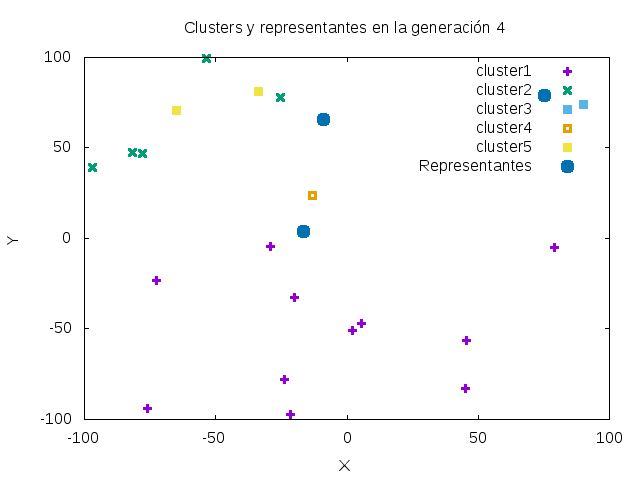 Clusters y representantes en la generación 4
cluster1
cluster2
cluster3
cluster4
cluster5
Representantes
100
50
0
-50
-100
-100
-50
0
50
100
Y
X